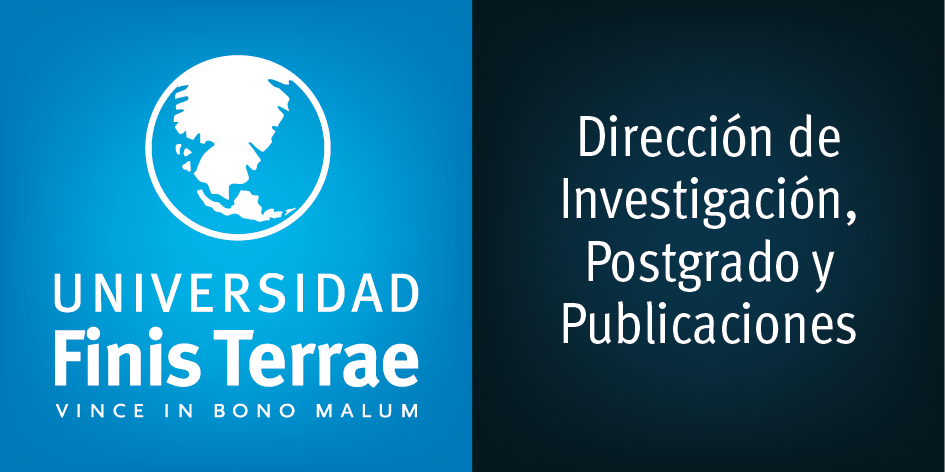 UNIVERSIDAD
Finis Terrae
VINCE IN BONO MALUM
Dirección de
Investigación,
Postgrado y
Publicaciones